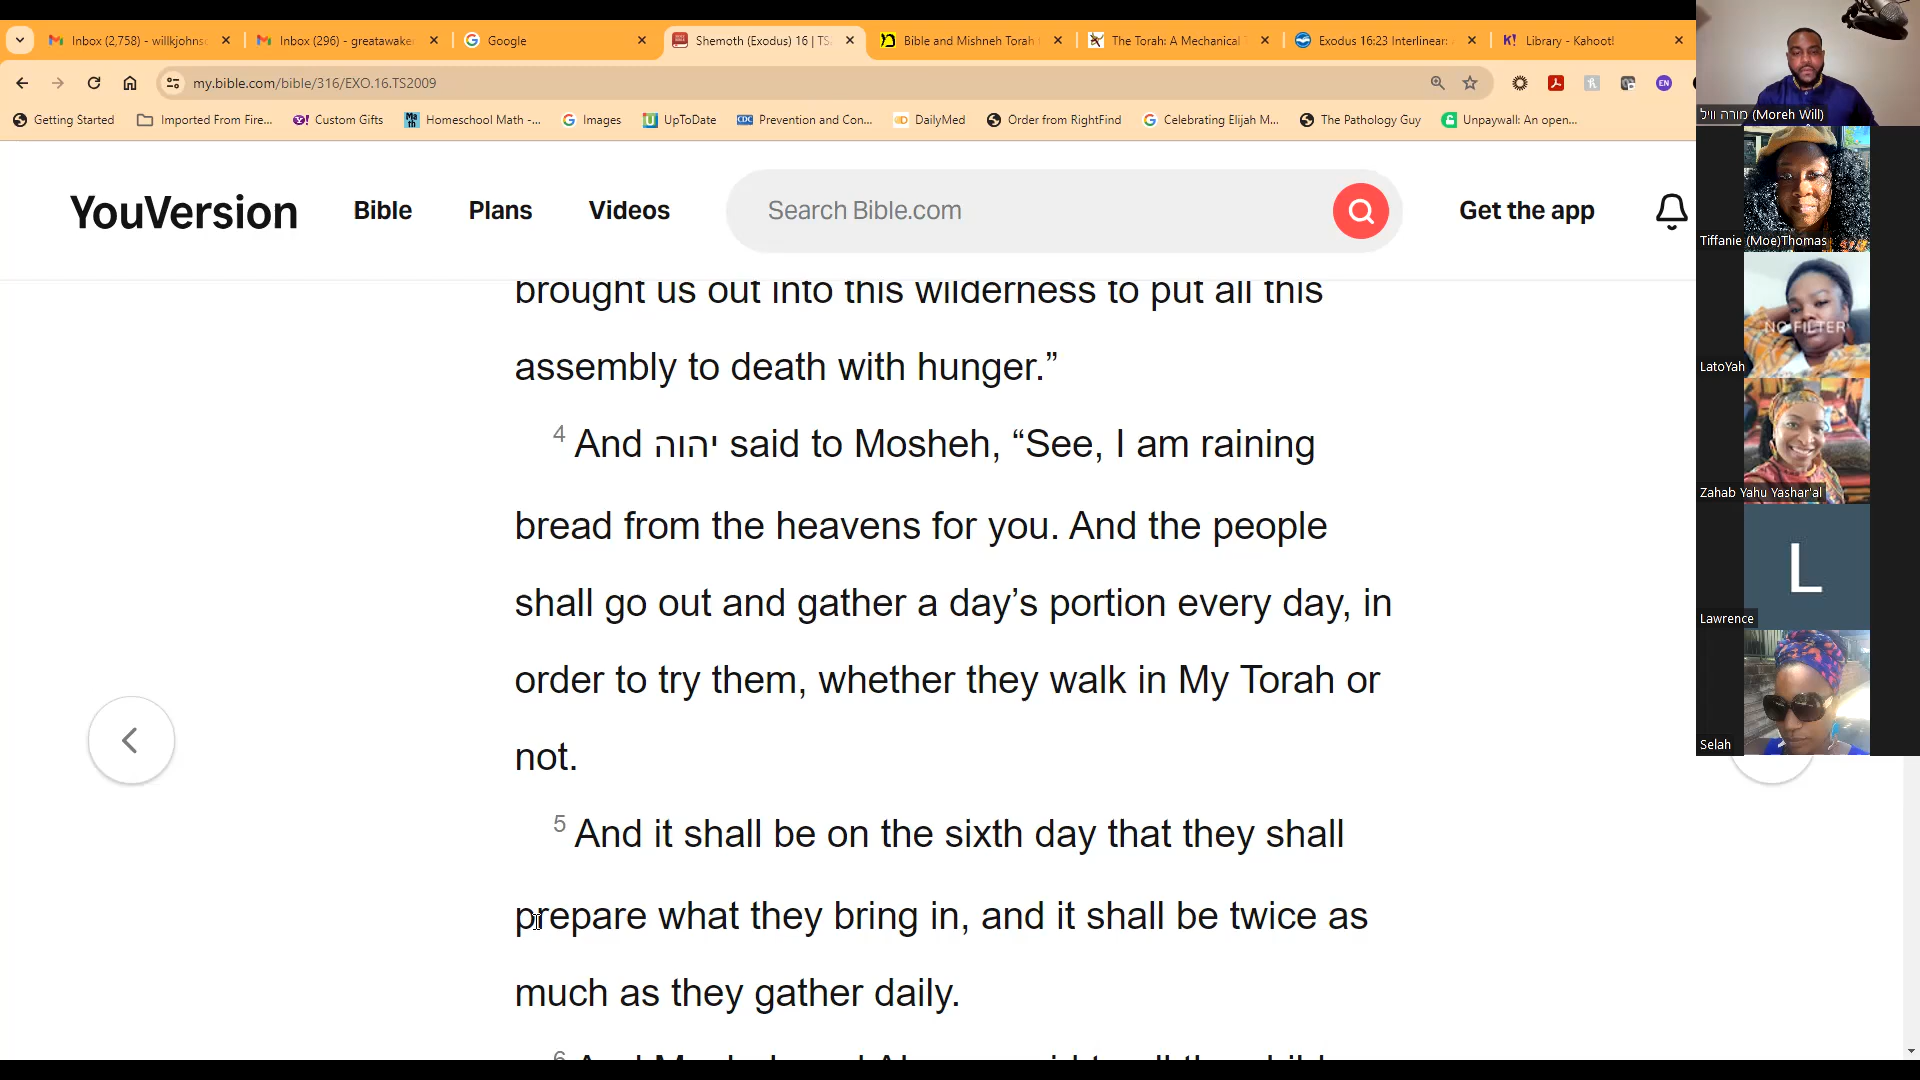 Inbox (2,758) - willkjohns
Inbox (296) - greatawake
Google
Shemoth (Exodus) 16 | TS
Bible and Mishneh Torah
The Torah: A Mechanical
Exodus 16:23 Interlinear:
Library - Kahoot!
my.bible.com/bible/316/EXO.16.TS2009
Getting Started
Imported From Fire...
Custom Gifts
Homeschool Math -...
Images
UpToDate
CDC Prevention and Con...
DailyMed
Order from RightFind
Celebrating Elijah M...
The Pathology Guy
Unpaywall: An open...
YouVersion
Bible
Plans
Videos
Search Bible.com
Get the app
brought us out into this wilderness to put all this
assembly to death with hunger.”
4 And יהוה said to Mosheh, “See, I am raining
bread from the heavens for you. And the people
shall go out and gather a day’s portion every day, in
order to try them, whether they walk in My Torah or
not.
5 And it shall be on the sixth day that they shall
prepare what they bring in, and it shall be twice as
much as they gather daily.
מורה וויל (Moreh Will)
Tiffanie (Moe)Thomas
NO FILTER
LatoYah
Zahab Yahu Yashar'al
L
Lawrence
Selah